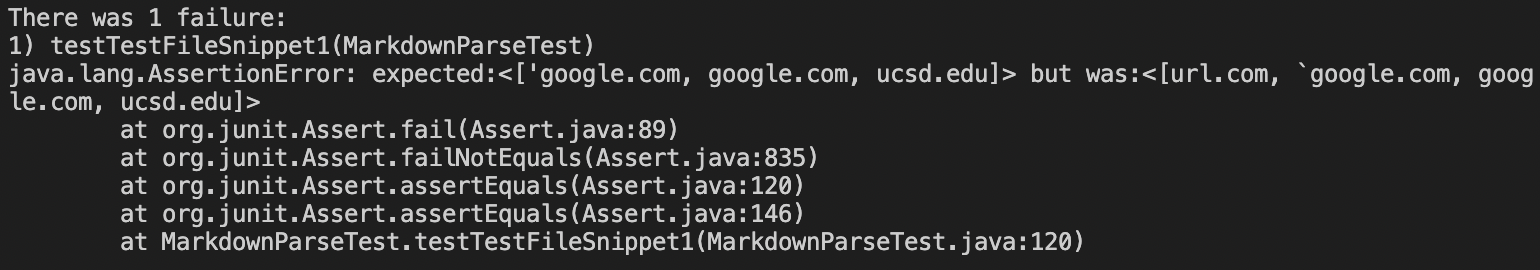 There was 1 failure:
1) testTestFileSnippet1(MarkdownParseTest)
java.lang.AssertionError: expected:<['google.com, google.com, ucsd.edu]> but was:<[url.com, `google.com, goog
le.com, ucsd.edu]>
        at org.junit.Assert.fail(Assert.java:89)
        at org.junit.Assert.failNotEquals(Assert.java:835)
        at org.junit.Assert.assertEquals(Assert.java:120)
        at org.junit.Assert.assertEquals(Assert.java:146)
        at MarkdownParseTest.testTestFileSnippet1(MarkdownParseTest.java:120)